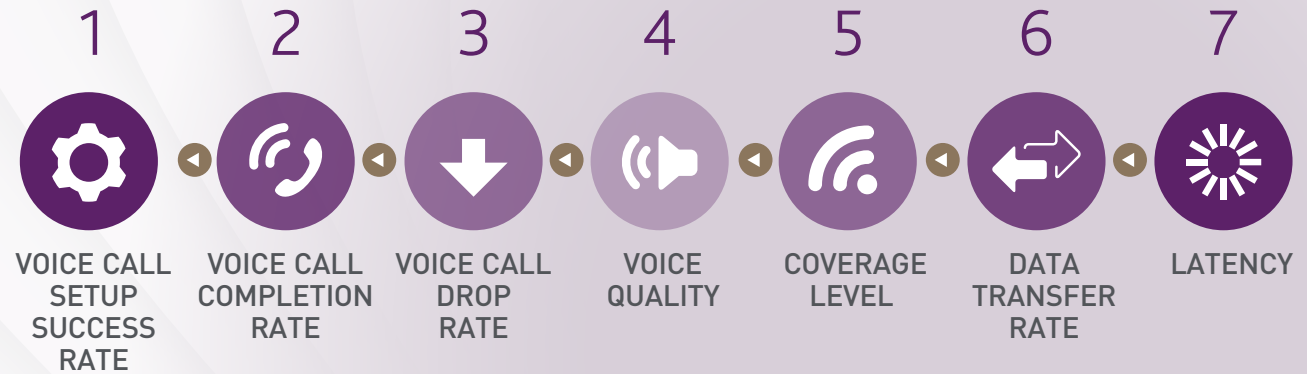 1
VOICE CALL
SETUP
SUCCESS
RATE
2
VOICE CALL
COMPLETION
RATE
3
VOICE CALL
DROP
RATE
4
VOICE
QUALITY
5
COVERAGE
LEVEL
6
DATA
TRANSFER
RATE
7
LATENCY